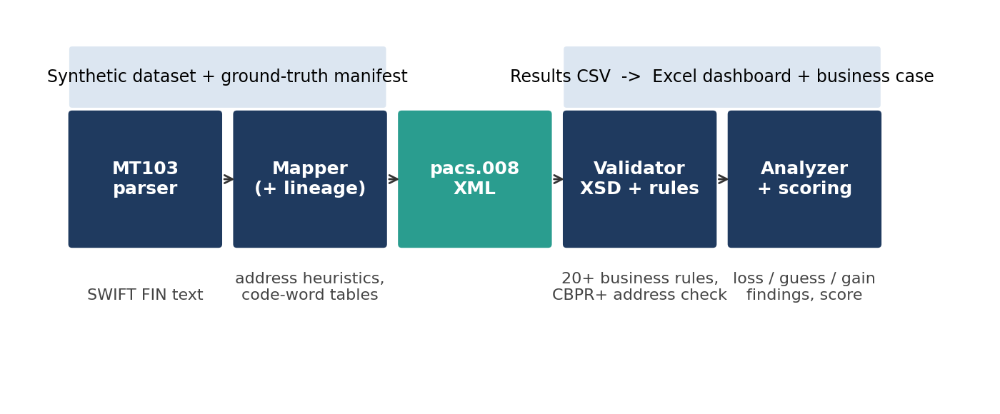 Synthetic dataset + ground-truth manifest
Results CSV  ->  Excel dashboard + business case
MT103
parser
Mapper
(+ lineage)
pacs.008
XML
Validator
XSD + rules
Analyzer
+ scoring
SWIFT FIN text
address heuristics,
code-word tables
20+ business rules,
CBPR+ address check
loss / guess / gain
findings, score